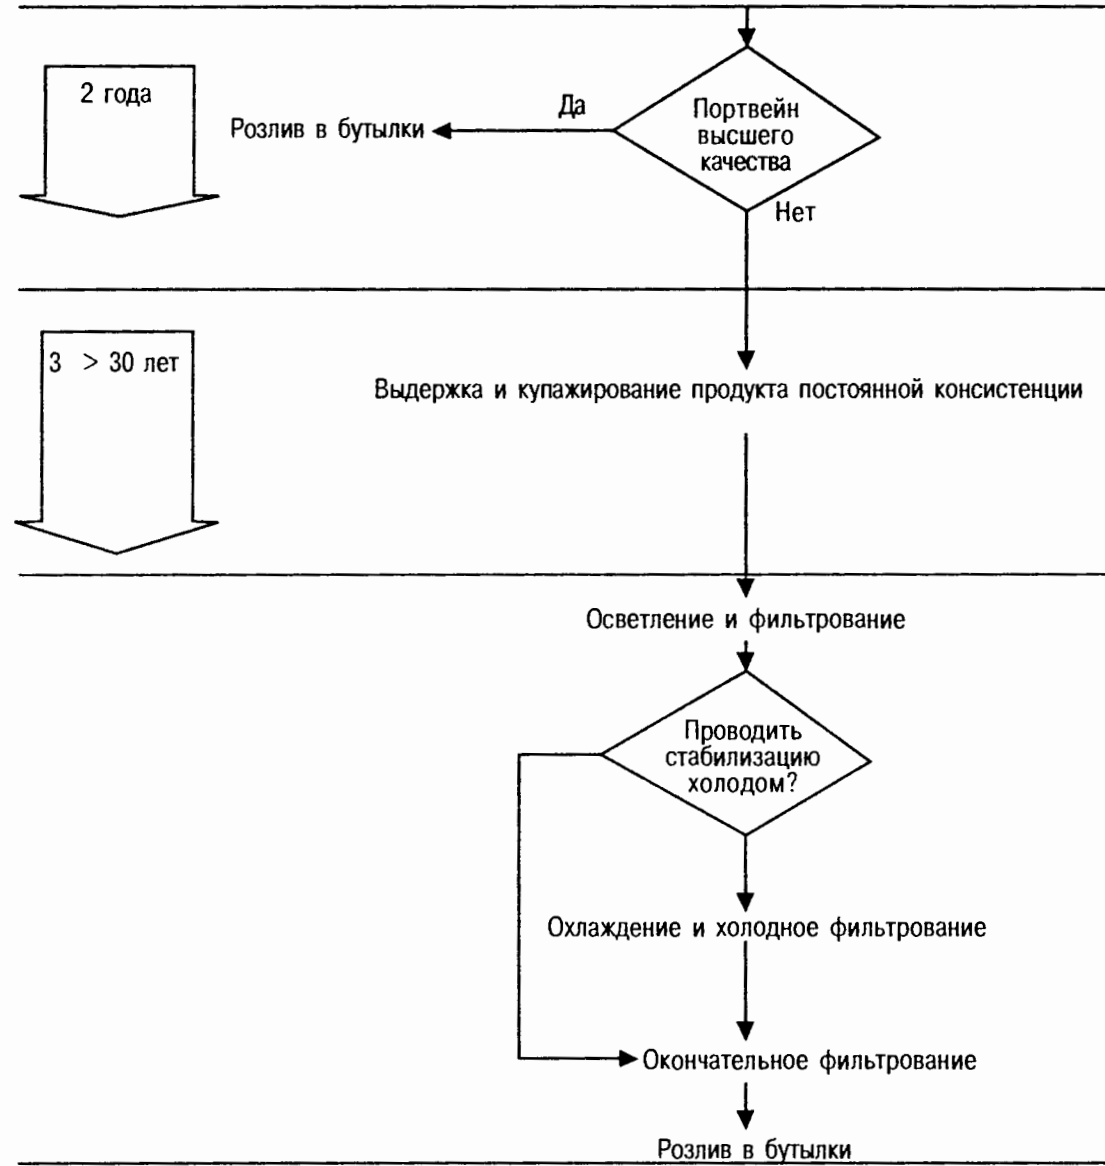 2 года
Розлив в бутылки
Да
Портвейн
высшего
качества
Нет
3 > 30 лет
Выдержка и купажирование продукта постоянной консистенции
Осветление и фильтрование
Проводить
стабилизацию
холодом?
Охлаждение и холодное фильтрование
Окончательное фильтрование
Розлив в бутылки